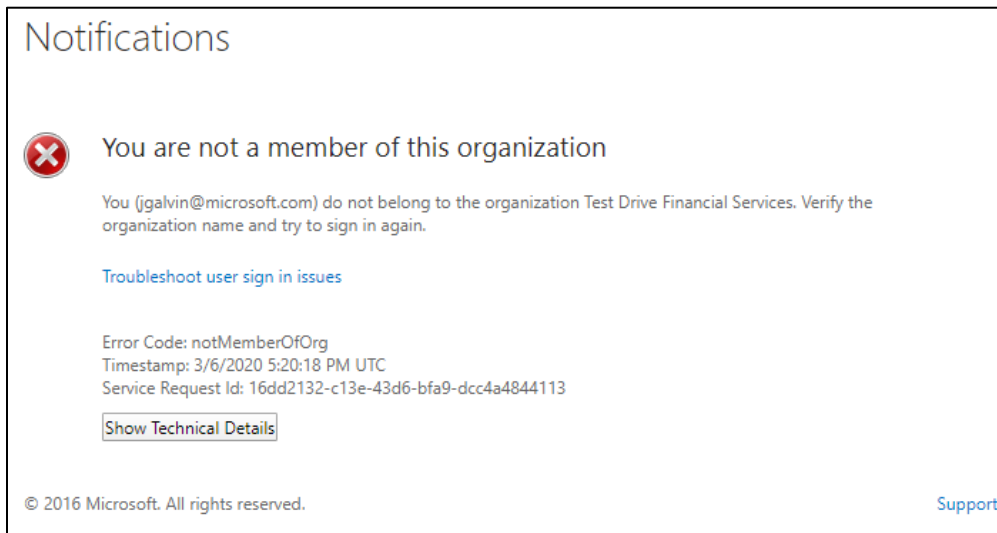 Notifications
You are not a member of this organization
You (jgalvin@microsoft.com) do not belong to the organization Test Drive Financial Services. Verify the
organization name and try to sign in again.
Troubleshoot user sign in issues
Error Code: notMemberOfOrg
Timestamp: 3/6/2020 5:20:18 PM UTC
Service Request Id: 16dd2132-c13e-43d6-bfa9-dcc4a4844113
Show Technical Details
© 2016 Microsoft. All rights reserved.
Support